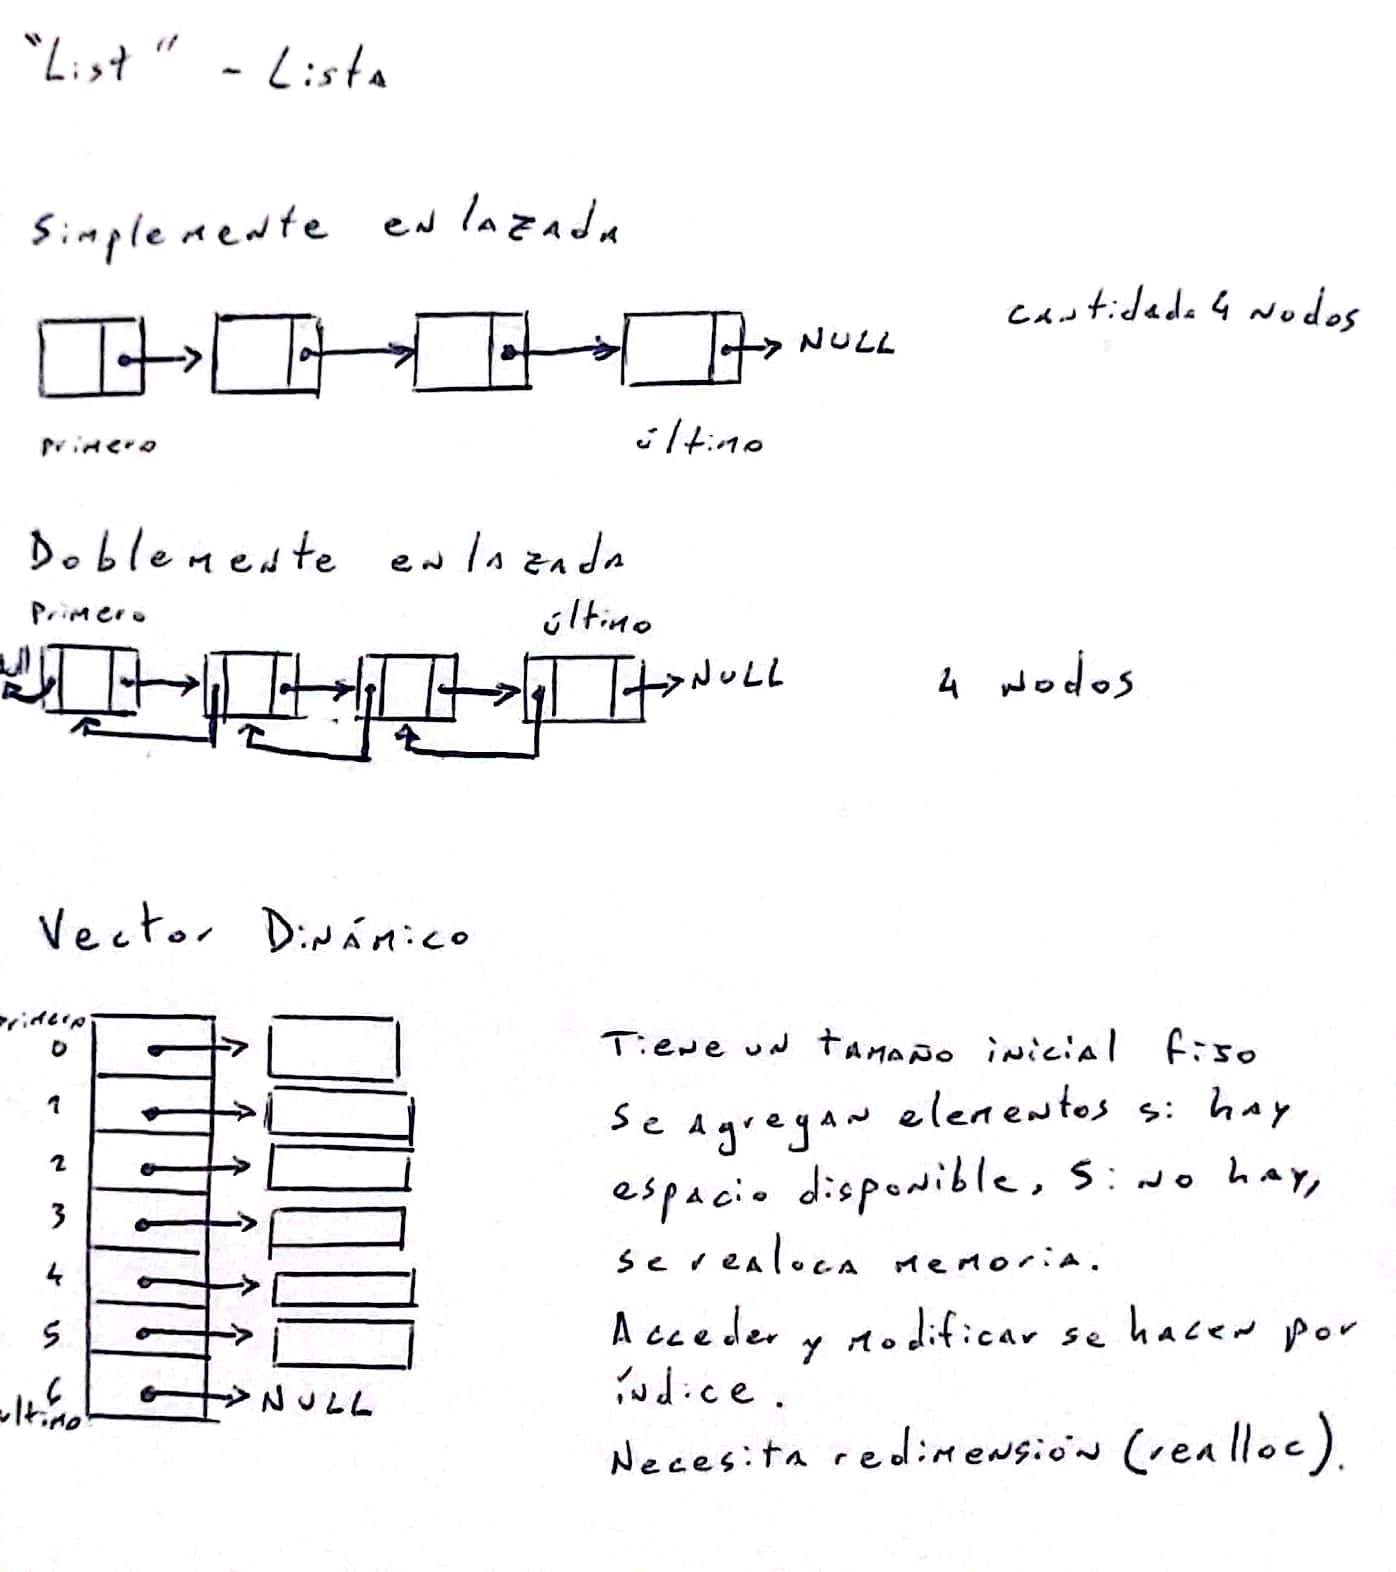 "List" - Lista
Simplemente enlazada
cantidad: 4 nodos
NULL
primero
último
Doblemente enlazada
Primero
último
NULL
4 nodos
Vector Dinámico
primero
0
1
2
3
4
5
6
NULL
último
Tiene un tamaño inicial fijo
Se agregan elementos si hay
espacio disponible, Si no hay,
se realoca memoria.
Acceder y modificar se hacen por
índice.
Necesita redimensión (realloc).